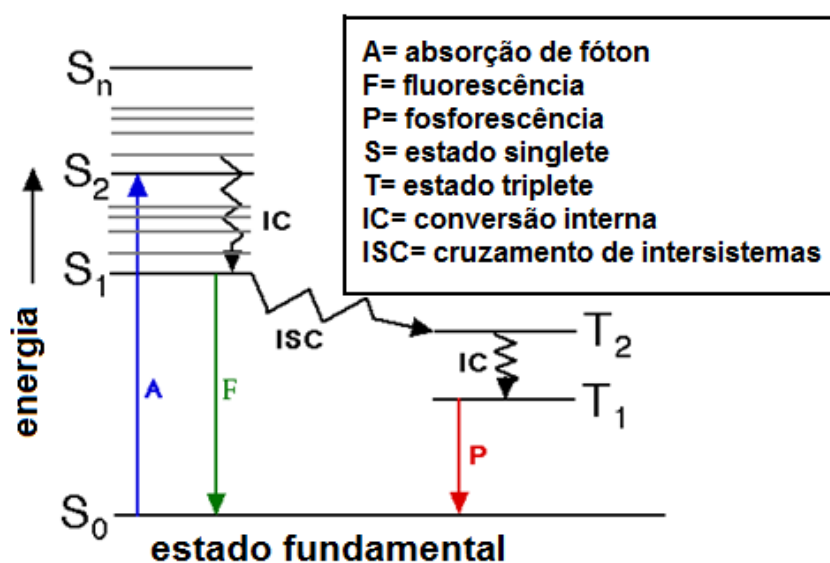 A= absorção de fóton
F= fluorescência
P= fosforescência
S= estado singlete
T= estado triplete
IC= conversão interna
ISC= cruzamento de intersistemas
Sn
S2
IC
S1
ISC
T2
IC
T1
energia
A
F
P
S0
estado fundamental